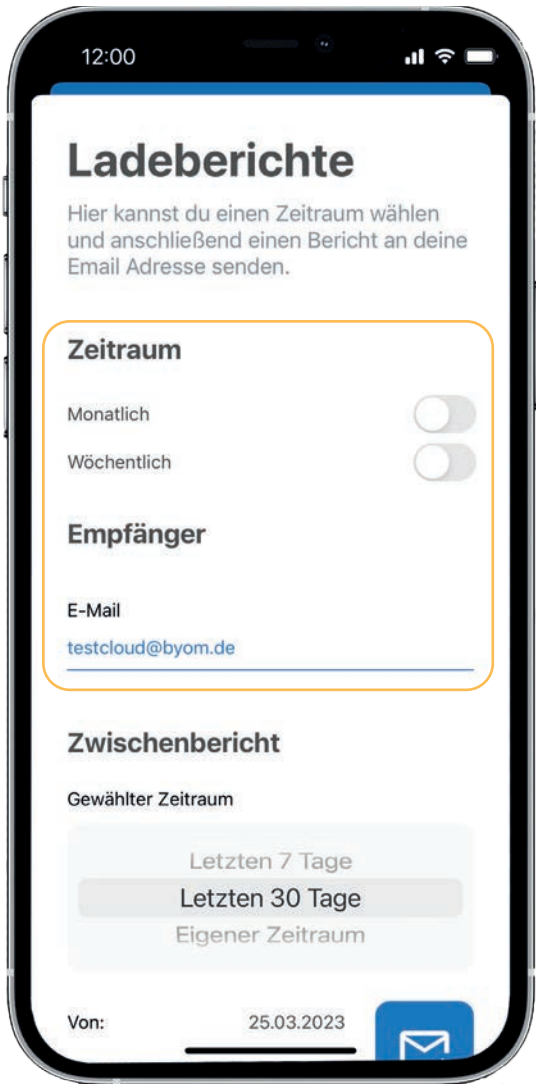 12:00
Ladeberichte
Hier kannst du einen Zeitraum wählen
und anschließend einen Bericht an deine
Email Adresse senden.
Zeitraum
Monatlich
Wöchentlich
Empfänger
E-Mail
testcloud@byom.de
Zwischenbericht
Gewählter Zeitraum
Letzten 7 Tage
Letzten 30 Tage
Eigener Zeitraum
Von: 25.03.2023